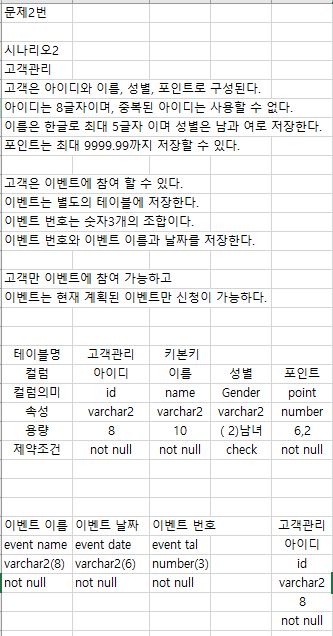 문제2번
시나리오2
고객관리
고객은 아이디와 이름, 성별, 포인트로 구성된다.
아이디는 8글자이며, 중복된 아이디는 사용할 수 없다.
이름은 한글로 최대 5글자 이며 성별은 남과 여로 저장한다.
포인트는 최대 9999.99까지 저장할 수 있다.
고객은 이벤트에 참여 할 수 있다.
이벤트는 별도의 테이블에 저장한다.
이벤트 번호는 숫자3개의 조합이다.
이벤트 번호와 이벤트 이름과 날짜를 저장한다.
고객만 이벤트에 참여 가능하고
이벤트는 현재 계획된 이벤트만 신청이 가능하다.
테이블명 고객관리 키본키
컬럼 아이디 이름 성별 포인트
컬럼의미 id name Gender point
속성 varchar2 varchar2 varchar2 number
용량 8 10 ( 2)남녀 6,2
제약조건 not null not null check not null
이벤트 이름 이벤트 날짜 이벤트 번호 고객관리
event name event date event tal 아이디
varchar2(8) varchar2(6) number(3) id
not null not null not null varchar2
8
not null